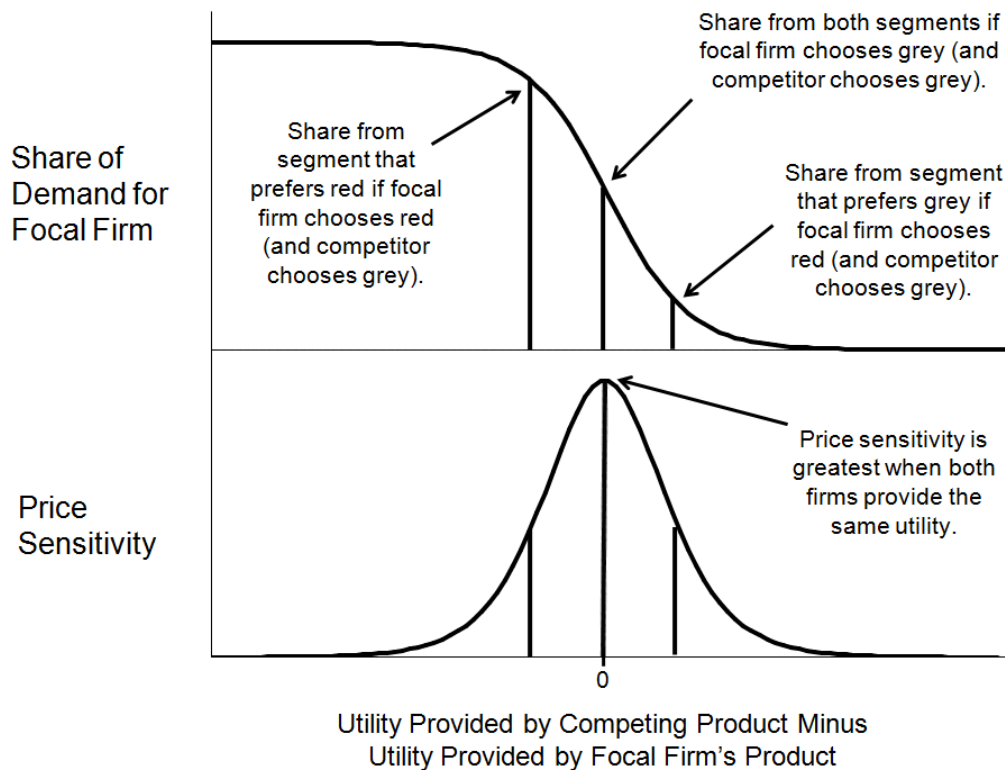 Share of
Demand for
Focal Firm
Share from
segment that
prefers red if focal
firm chooses red
(and competitor
chooses grey).
Share from both segments if
focal firm chooses grey (and
competitor chooses grey).
Share from segment
that prefers grey if
focal firm chooses
red (and competitor
chooses grey).
Price
Sensitivity
Price sensitivity is
greatest when both
firms provide the
same utility.
0
Utility Provided by Competing Product Minus
Utility Provided by Focal Firm's Product